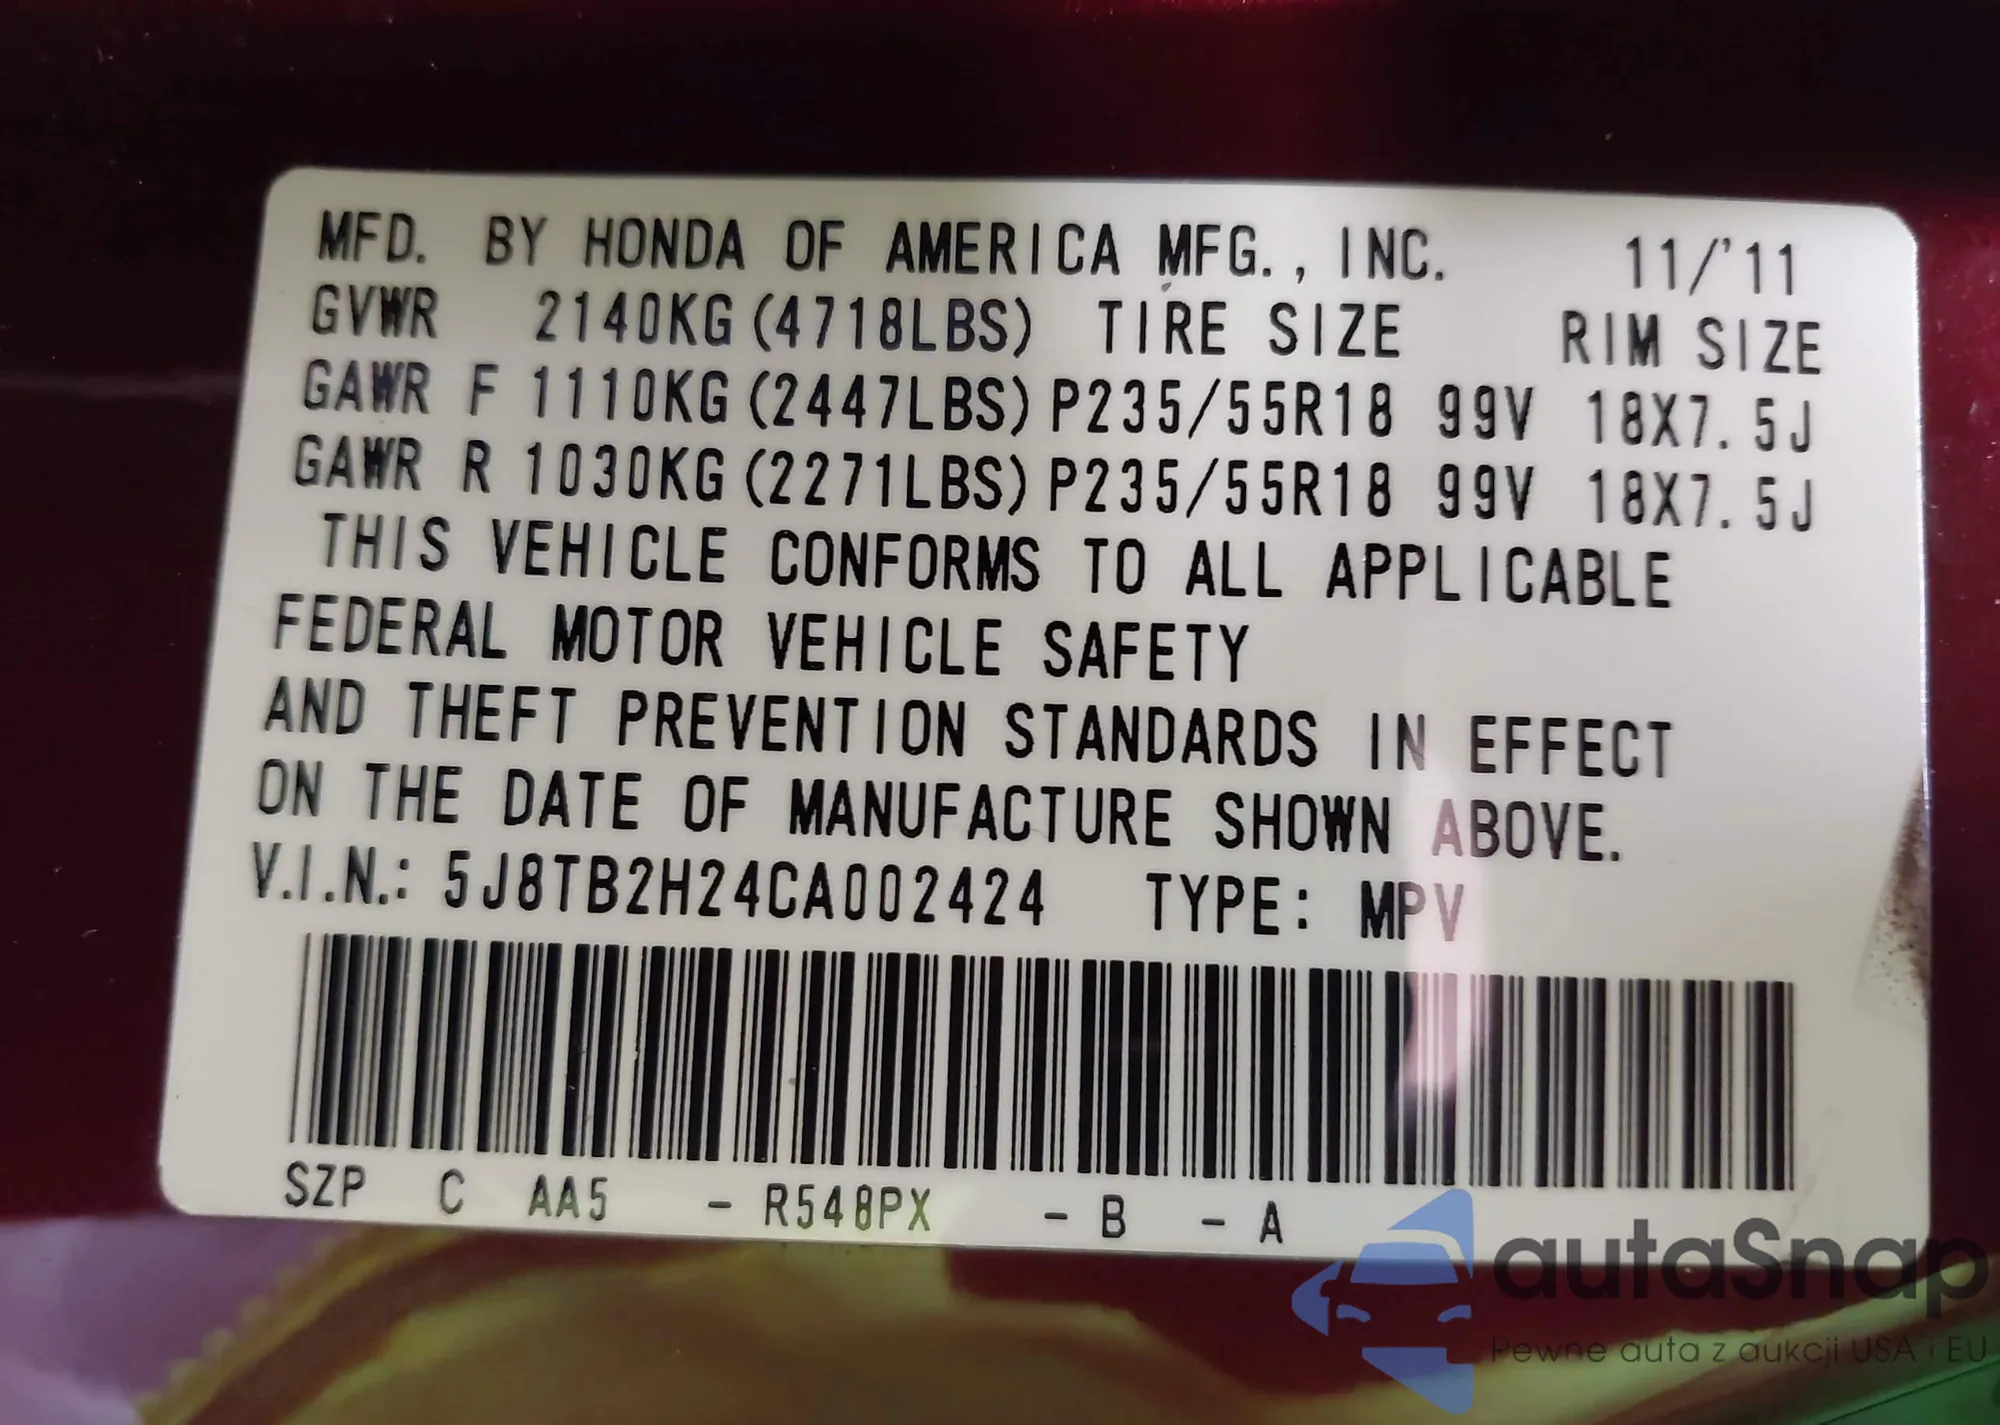 MFD. BY HONDA OF AMERICA MFG., INC. 11/'11
GVWR 2140KG (4718LBS) TIRE SIZE RIM SIZE
GAWR F 1110KG (2447LBS) P235/55R18 99V 18X7.5J
GAWR R 1030KG (2271LBS) P235/55R18 99V 18X7.5J
THIS VEHICLE CONFORMS TO ALL APPLICABLE
FEDERAL MOTOR VEHICLE SAFETY
AND THEFT PREVENTION STANDARDS IN EFFECT
ON THE DATE OF MANUFACTURE SHOWN ABOVE.
V.I.N.: 5J8TB2H24CA002424 TYPE: MPV
SZP C AA5 - R548PX - B - A
autaSnap
Pewne auta z aukcji USA i EU